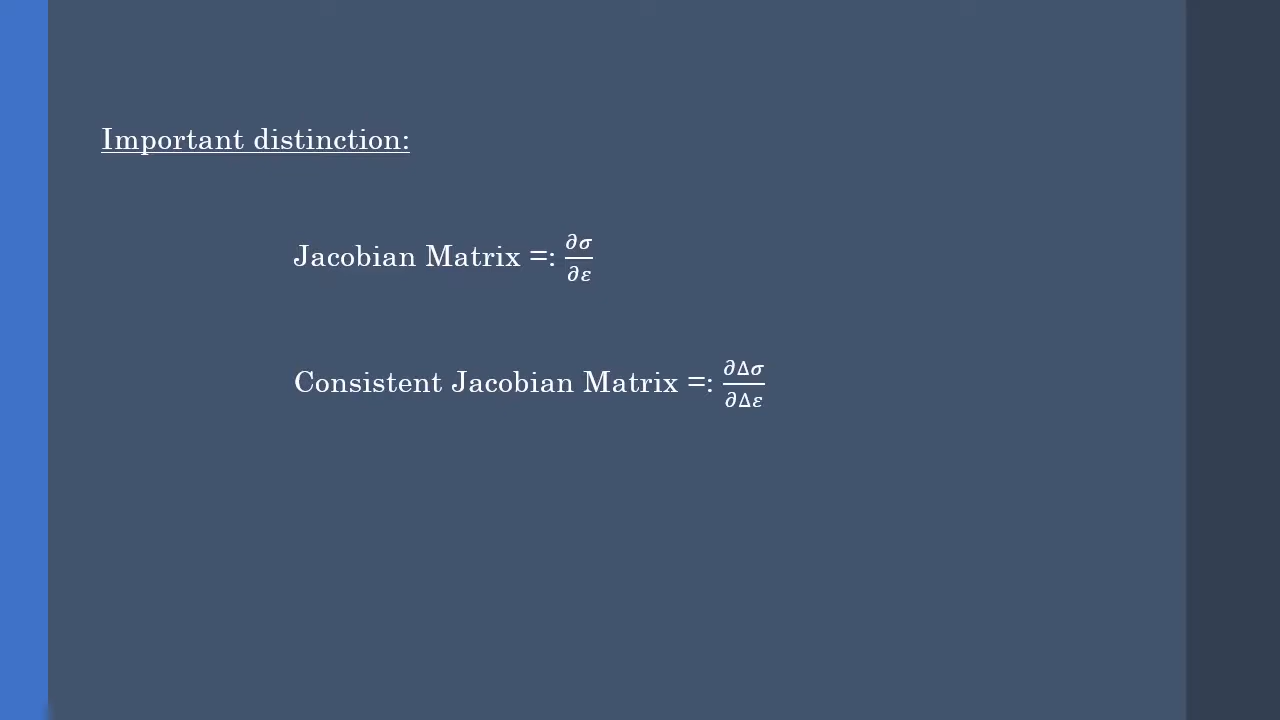 Important distinction:
Jacobian Matrix =: ∂σ/∂ε
Consistent Jacobian Matrix =: ∂Δσ/∂Δε